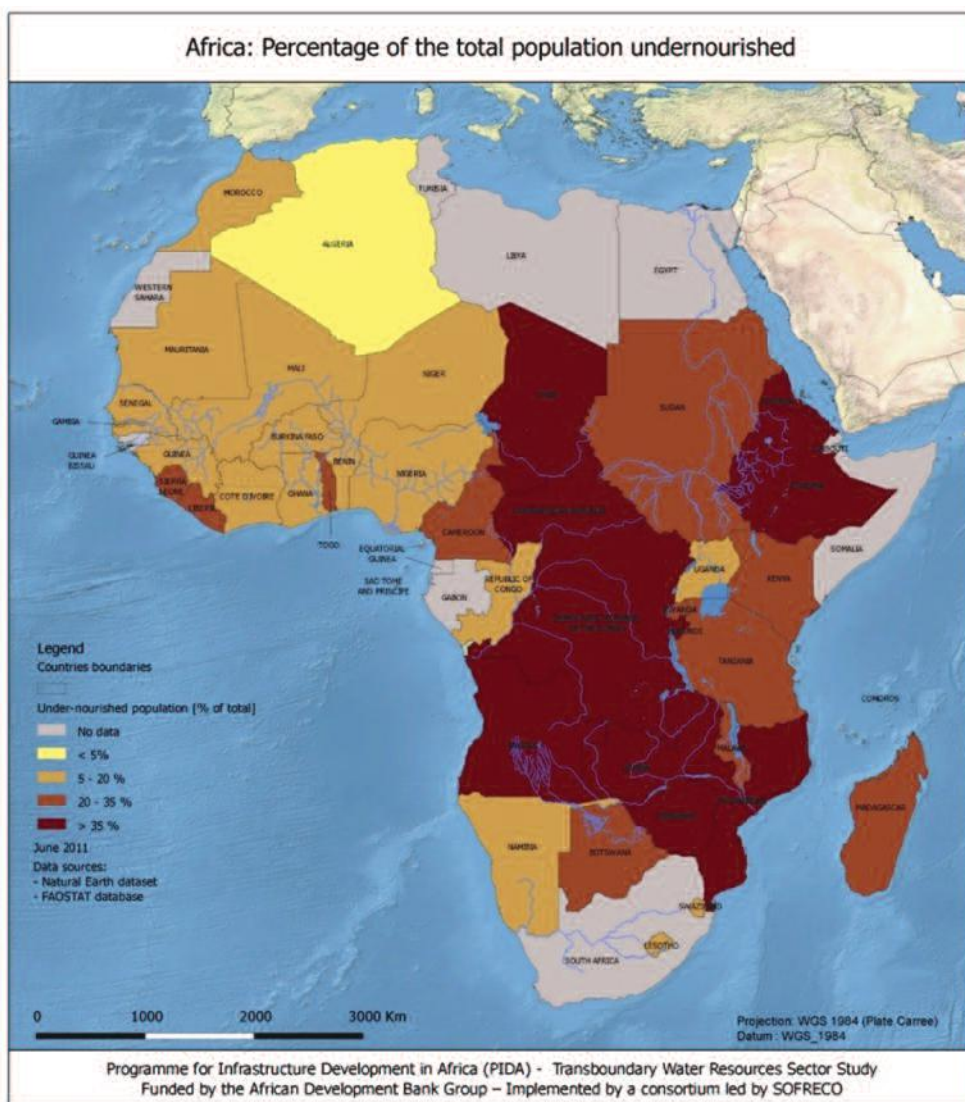 Africa: Percentage of the total population undernourished
MOROCCO
TUNISIA
ALGERIA
LIBYA
EGYPT
WESTERN
SAHARA
MAURITANIA
MALI
NIGER
SUDAN
SENEGAL
GAMBIA
GUINEA
BISSAU
GUINEA
BURKINA FASO
BENIN
NIGERIA
SIERRA
LEONE
LIBERIA
COTE D'IVOIRE
GHANA
TOGO
CAMEROON
EQUATORIAL
GUINEA
SAO TOME
AND PRINCIPE
GABON
REPUBLIC OF
CONGO
UGANDA
KENYA
SOMALIA
TANZANIA
COMOROS
MALAWI
MADAGASCAR
NAMIBIA
BOTSWANA
SWAZILAND
LESOTHO
SOUTH AFRICA
Legend
Countries boundaries
Under-nourished population [% of total]
No data
< 5%
5 - 20 %
20 - 35 %
> 35 %
June 2011
Data sources:
- Natural Earth dataset
- FAOSTAT database
0 1000 2000 3000 Km
Projection: WGS 1984 (Plate Carree)
Datum : WGS_1984
Programme for Infrastructure Development in Africa (PIDA) - Transboundary Water Resources Sector Study
Funded by the African Development Bank Group – Implemented by a consortium led by SOFRECO